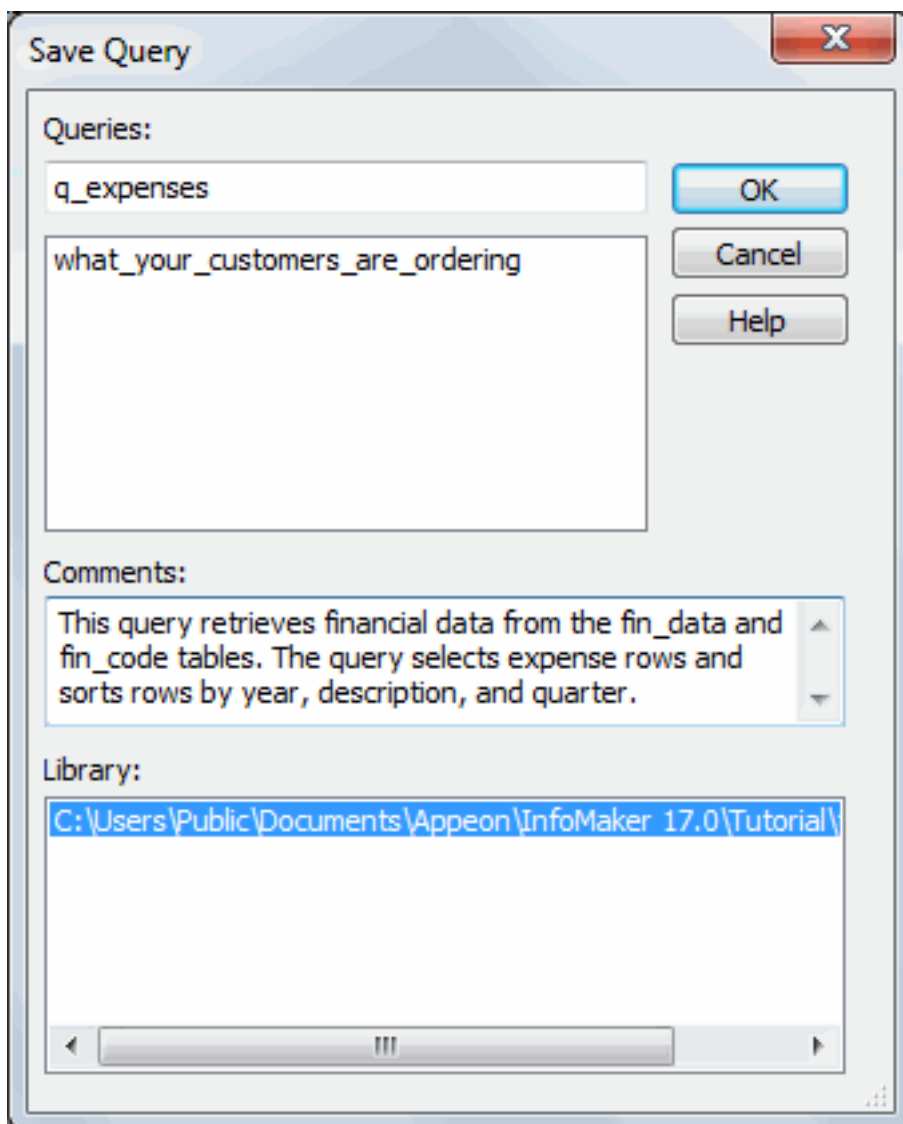 Save Query
Queries:
q_expenses
OK
what_your_customers_are_ordering
Cancel
Help
Comments:
This query retrieves financial data from the fin_data and
fin_code tables. The query selects expense rows and
sorts rows by year, description, and quarter.
Library:
C:\Users\Public\Documents\Appeon\InfoMaker 17.0\Tutorial\